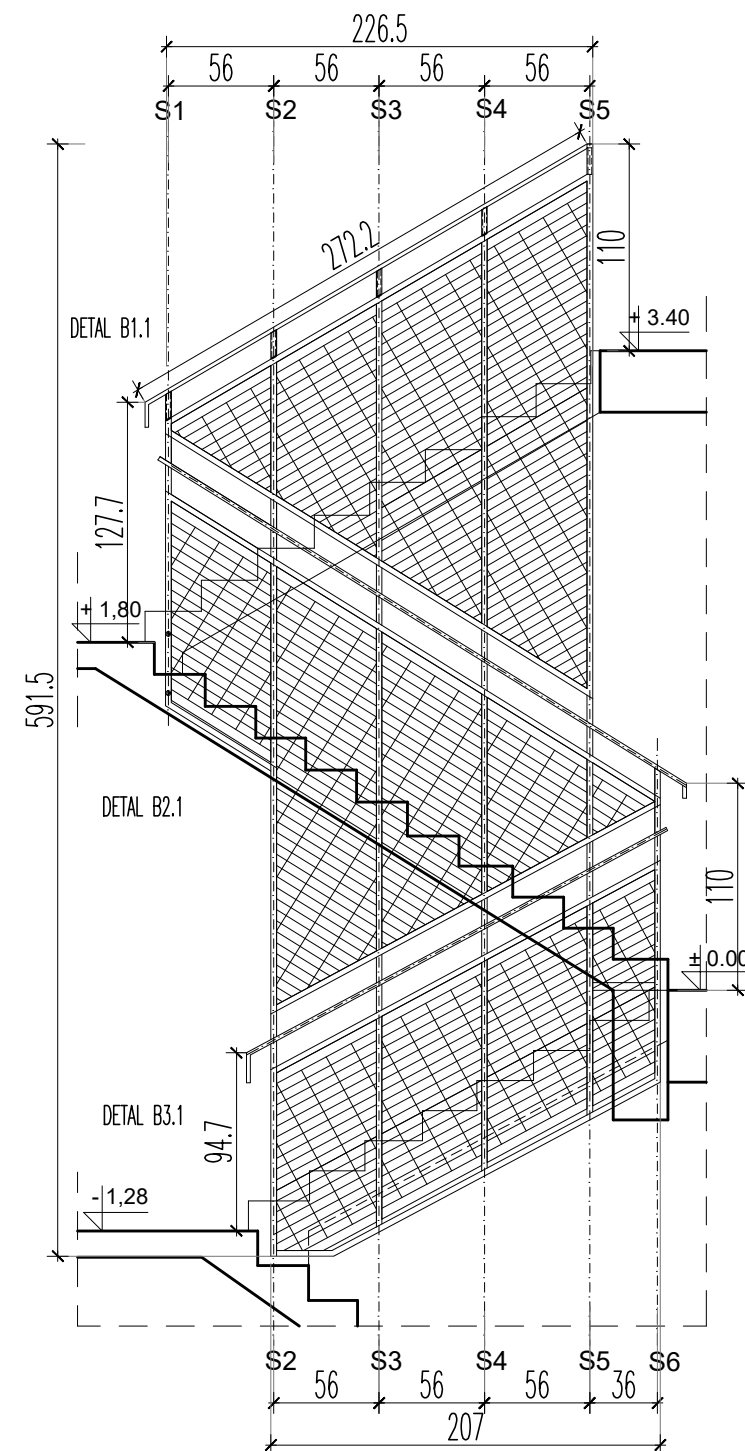 226.5
56 56 56 56
S1 S2 S3 S4 S5
272.2
110
DETAL B1.1
+ 3.40
127.7
+ 1,80
591.5
DETAL B2.1
110
± 0.00
DETAL B3.1
94.7
- 1,28
S2 S3 S4 S5 S6
56 56 56 36
207